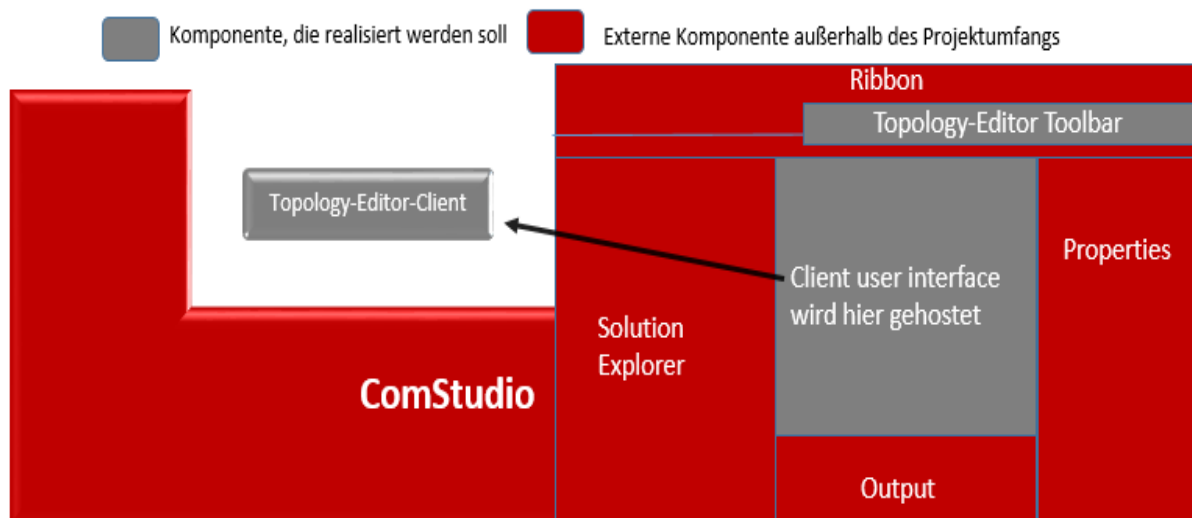 Komponente, die realisiert werden soll
Externe Komponente außerhalb des Projektumfangs
Ribbon
Topology-Editor Toolbar
Topology-Editor-Client
Properties
Client user interface
wird hier gehostet
Solution
Explorer
ComStudio
Output